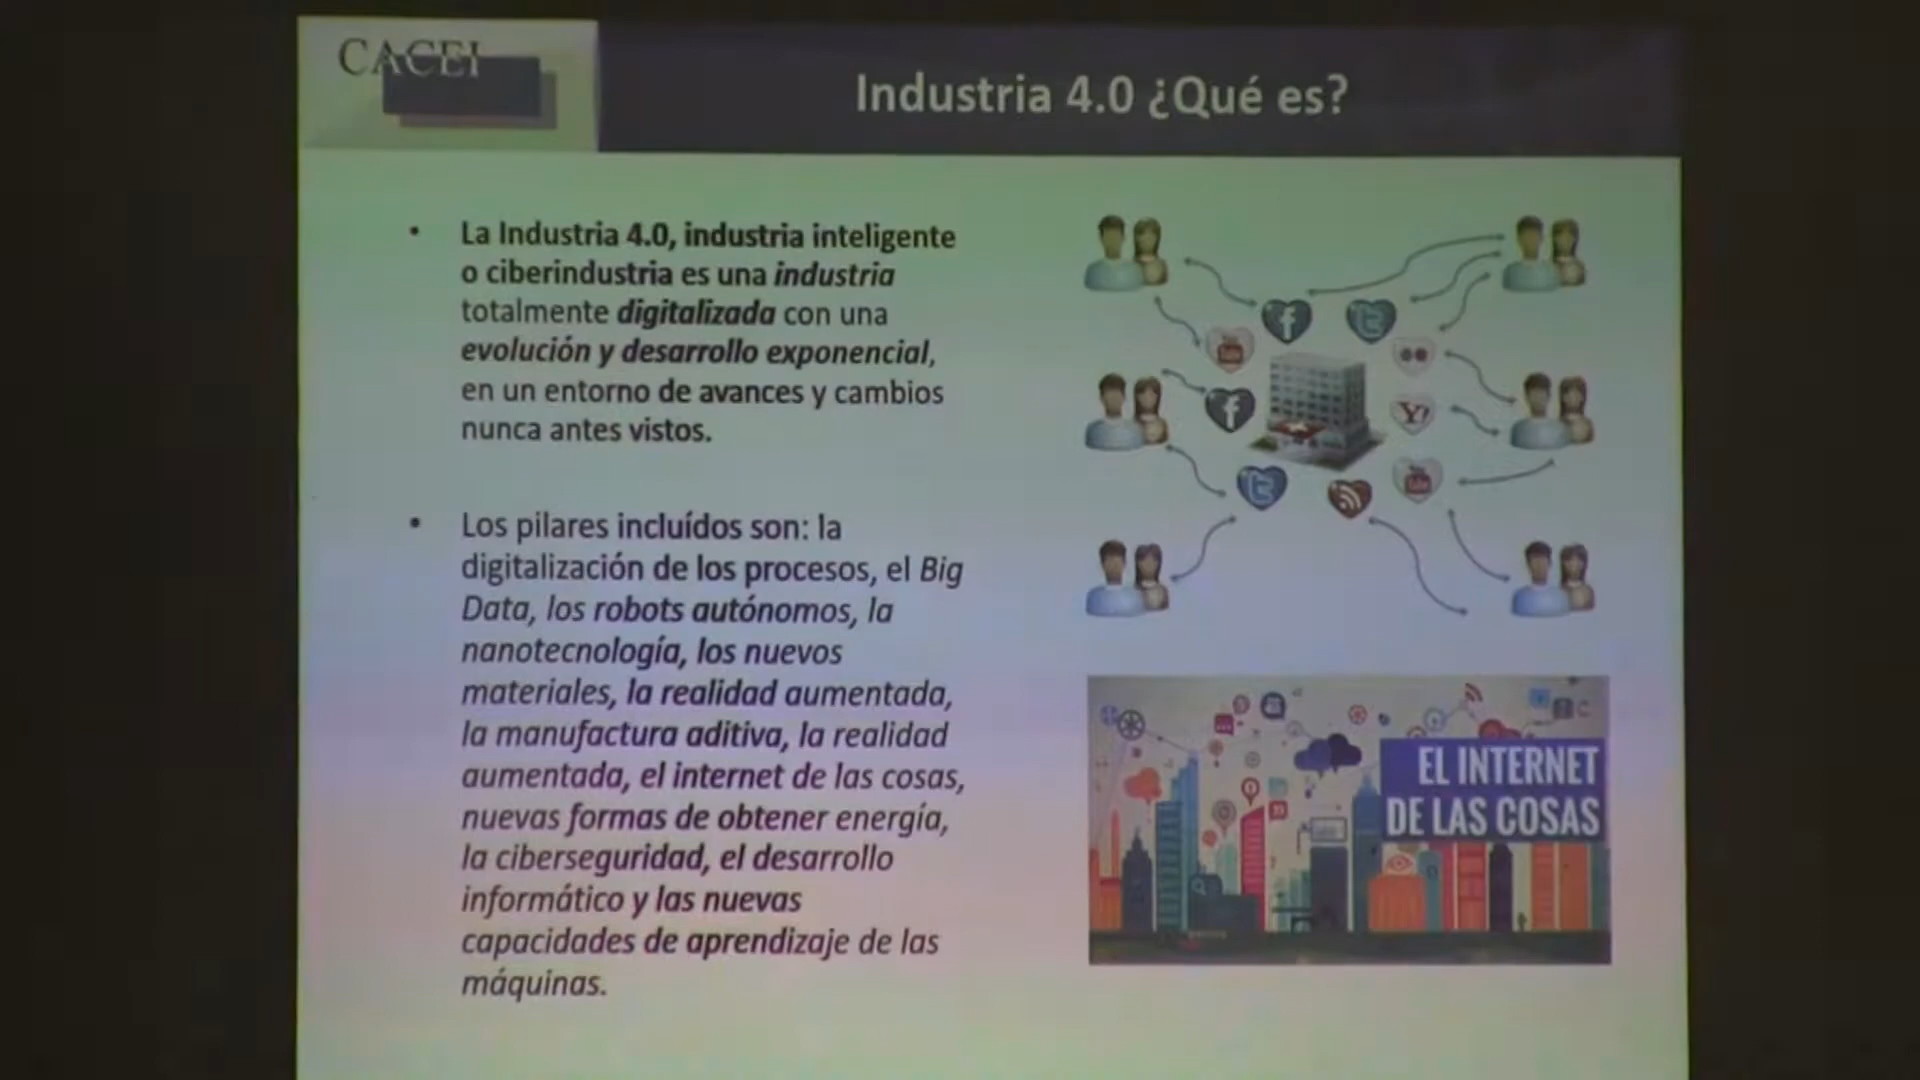 CACEI
Industria 4.0 ¿Qué es?
• La Industria 4.0, industria inteligente
o ciberindustria es una industria
totalmente digitalizada con una
evolución y desarrollo exponencial,
en un entorno de avances y cambios
nunca antes vistos.
• Los pilares incluídos son: la
digitalización de los procesos, el Big
Data, los robots autónomos, la
nanotecnología, los nuevos
materiales, la realidad aumentada,
la manufactura aditiva, la realidad
aumentada, el internet de las cosas,
nuevas formas de obtener energía,
la ciberseguridad, el desarrollo
informático y las nuevas
capacidades de aprendizaje de las
máquinas.
Y!
EL INTERNET
DE LAS COSAS